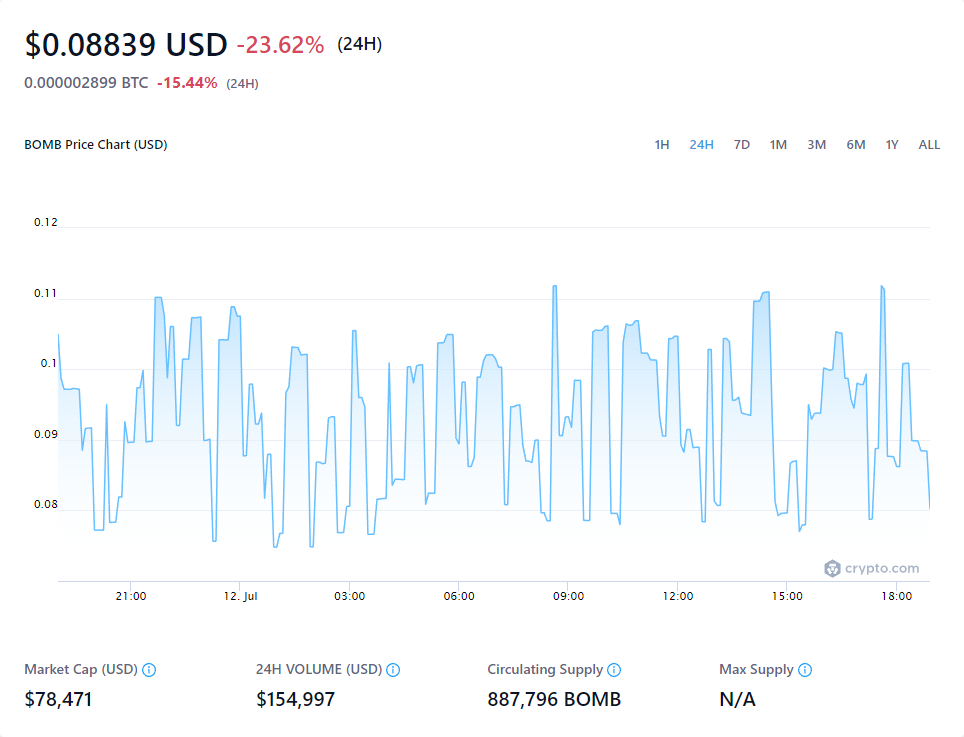 $0.08839 USD -23.62% (24H)
0.000002899 BTC -15.44% (24H)
BOMB Price Chart (USD)
1H 24H 7D 1M 3M 6M 1Y ALL
0.12
0.11
0.1
0.09
0.08
crypto.com
21:00 12. Jul 03:00 06:00 09:00 12:00 15:00 18:00
Market Cap (USD) 24H VOLUME (USD) Circulating Supply Max Supply
$78,471 $154,997 887,796 BOMB N/A